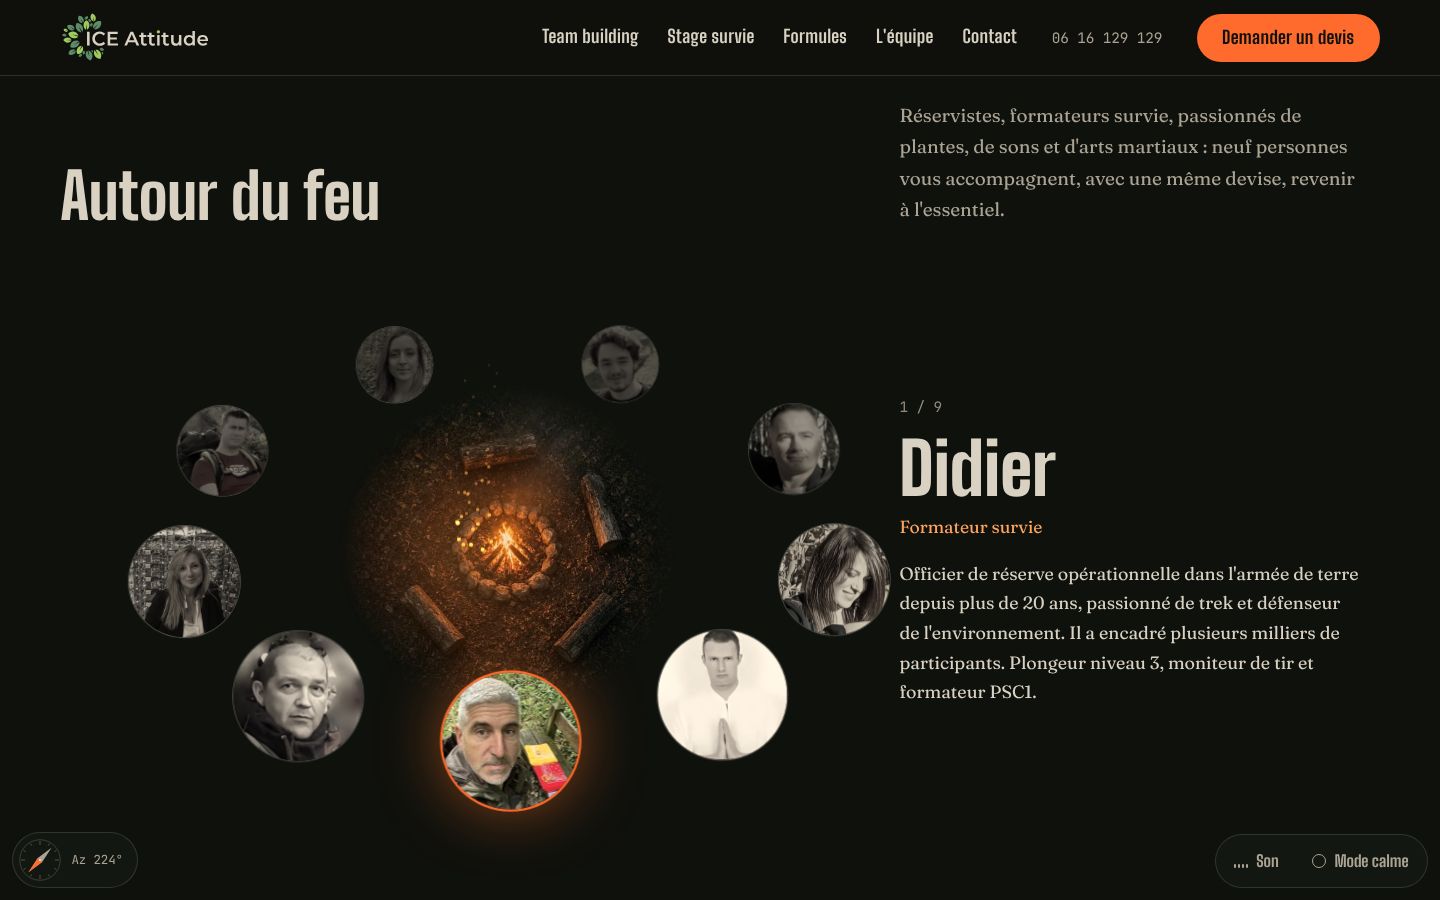 ICE Attitude
Team building
Stage survie
Formules
L'équipe
Contact
06 16 129 129
Demander un devis
Autour du feu
Réservistes, formateurs survie, passionnés de
plantes, de sons et d'arts martiaux : neuf personnes
vous accompagnent, avec une même devise, revenir
à l'essentiel.
1 / 9
Didier
Formateur survie
Officier de réserve opérationnelle dans l'armée de terre
depuis plus de 20 ans, passionné de trek et défenseur
de l'environnement. Il a encadré plusieurs milliers de
participants. Plongeur niveau 3, moniteur de tir et
formateur PSC1.
Az 224°
Son
Mode calme